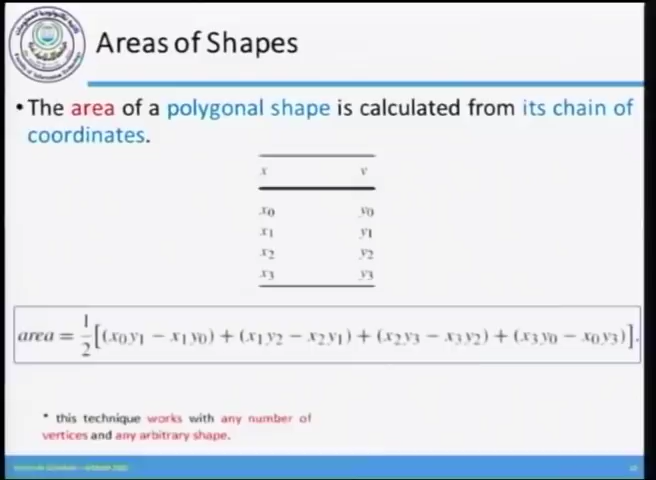 Areas of Shapes
• The area of a polygonal shape is calculated from its chain of
coordinates.
x y
x0 y0
x1 y1
x2 y2
x3 y3
area = 1/2 [(x0y1 − x1y0) + (x1y2 − x2y1) + (x2y3 − x3y2) + (x3y0 − x0y3)].
* this technique works with any number of
vertices and any arbitrary shape.